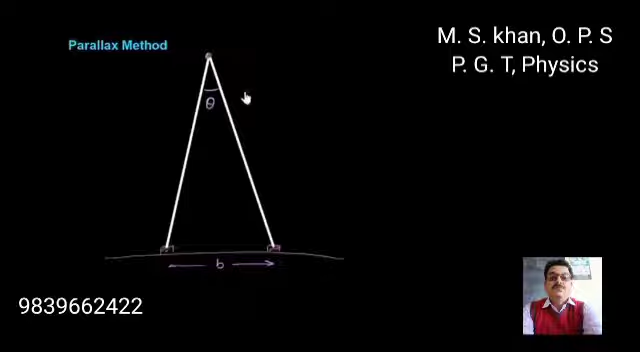 M. S. khan, O. P. S
Parallax Method
P. G. T, Physics
θ
b
9839662422